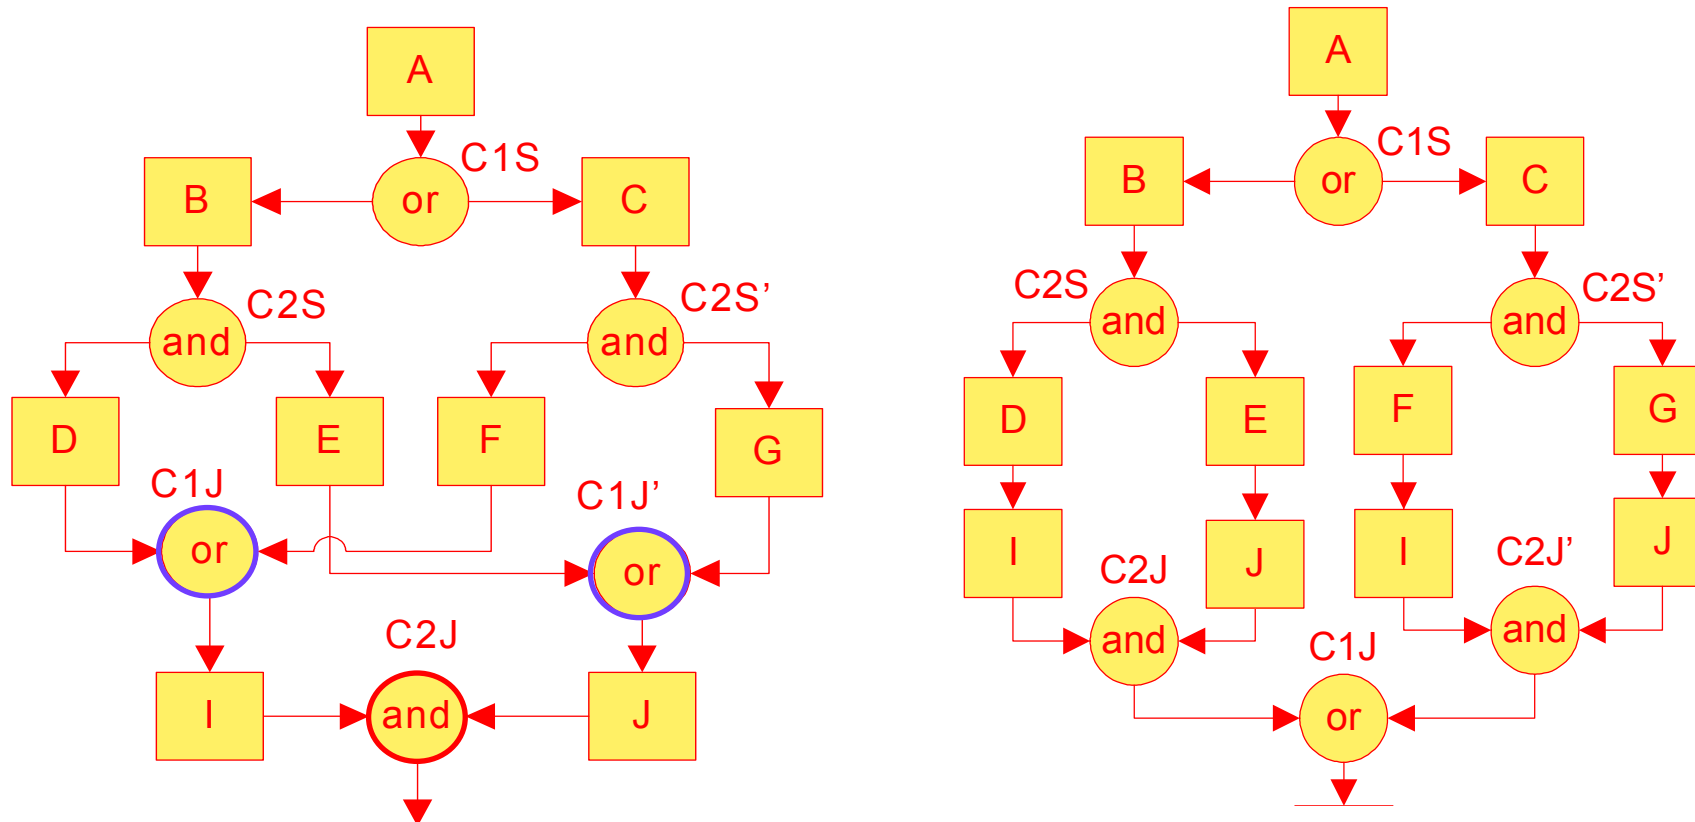 A
or
C1S
B
C
and
C2S
and
C2S’
D
E
F
G
C1J
or
C1J’
or
C2J
I
and
J
A
or
C1S
B
C
C2S
and
C2S’
and
D
E
F
G
I
J
I
J
C2J
and
C2J’
and
C1J
or